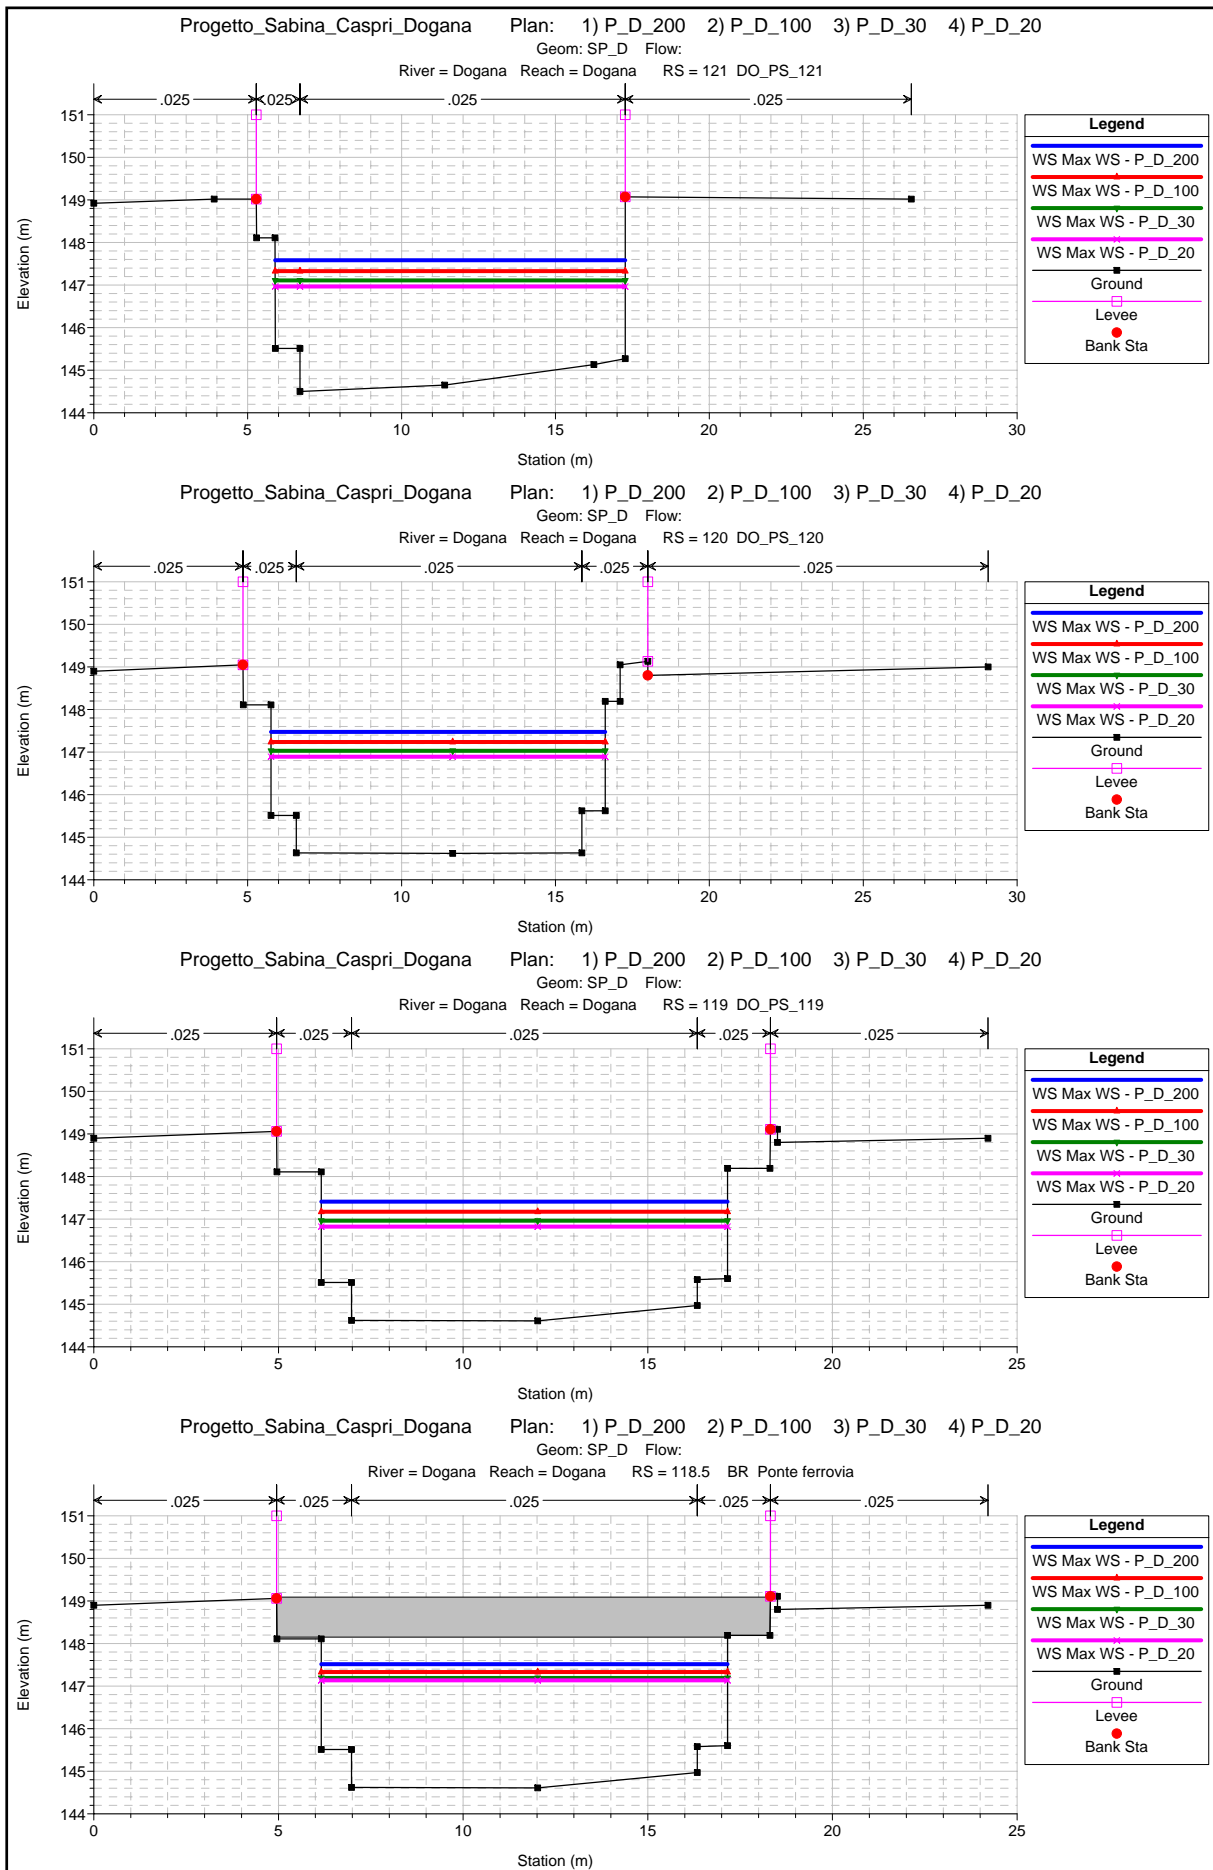 Progetto_Sabina_Caspri_Dogana Plan: 1) P_D_200 2) P_D_100 3) P_D_30 4) P_D_20
Geom: SP_D Flow:
River = Dogana Reach = Dogana RS = 121 DO_PS_121
.025 .025 .025 .025
151
150
149
148
147
146
145
144
Elevation (m)
0 5 10 15 20 25 30
Station (m)
Legend
WS Max WS - P_D_200
WS Max WS - P_D_100
WS Max WS - P_D_30
WS Max WS - P_D_20
Ground
Levee
Bank Sta
Progetto_Sabina_Caspri_Dogana Plan: 1) P_D_200 2) P_D_100 3) P_D_30 4) P_D_20
Geom: SP_D Flow:
River = Dogana Reach = Dogana RS = 120 DO_PS_120
.025 .025 .025 .025 .025
151
150
149
148
147
146
145
144
Elevation (m)
0 5 10 15 20 25 30
Station (m)
Legend
WS Max WS - P_D_200
WS Max WS - P_D_100
WS Max WS - P_D_30
WS Max WS - P_D_20
Ground
Levee
Bank Sta
Progetto_Sabina_Caspri_Dogana Plan: 1) P_D_200 2) P_D_100 3) P_D_30 4) P_D_20
Geom: SP_D Flow:
River = Dogana Reach = Dogana RS = 119 DO_PS_119
.025 .025 .025 .025 .025
151
150
149
148
147
146
145
144
Elevation (m)
0 5 10 15 20 25
Station (m)
Legend
WS Max WS - P_D_200
WS Max WS - P_D_100
WS Max WS - P_D_30
WS Max WS - P_D_20
Ground
Levee
Bank Sta
Progetto_Sabina_Caspri_Dogana Plan: 1) P_D_200 2) P_D_100 3) P_D_30 4) P_D_20
Geom: SP_D Flow:
River = Dogana Reach = Dogana RS = 118.5 BR Ponte ferrovia
.025 .025 .025 .025 .025
151
150
149
148
147
146
145
144
Elevation (m)
0 5 10 15 20 25
Station (m)
Legend
WS Max WS - P_D_200
WS Max WS - P_D_100
WS Max WS - P_D_30
WS Max WS - P_D_20
Ground
Levee
Bank Sta